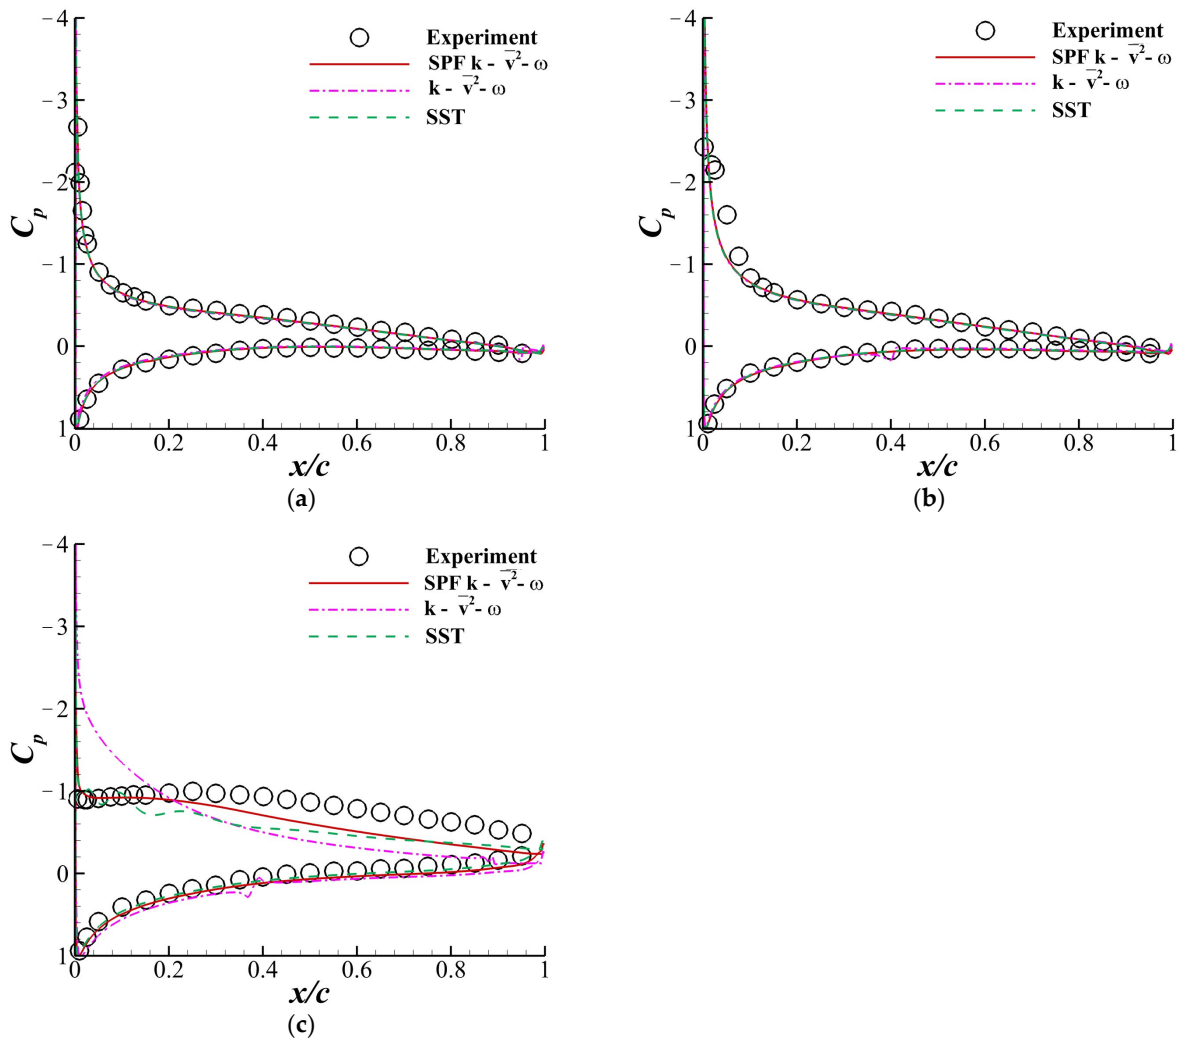 −4
−3
−2
−1
0
1
C_p
0
0.2
0.4
0.6
0.8
1
x/c
Experiment
SPF k - v̅²- ω
k - v̅²- ω
SST
(a)
−4
−3
−2
−1
0
1
C_p
0
0.2
0.4
0.6
0.8
1
x/c
Experiment
SPF k - v̅²- ω
k - v̅²- ω
SST
(b)
−4
−3
−2
−1
0
1
C_p
0
0.2
0.4
0.6
0.8
1
x/c
Experiment
SPF k - v̅²- ω
k - v̅²- ω
SST
(c)